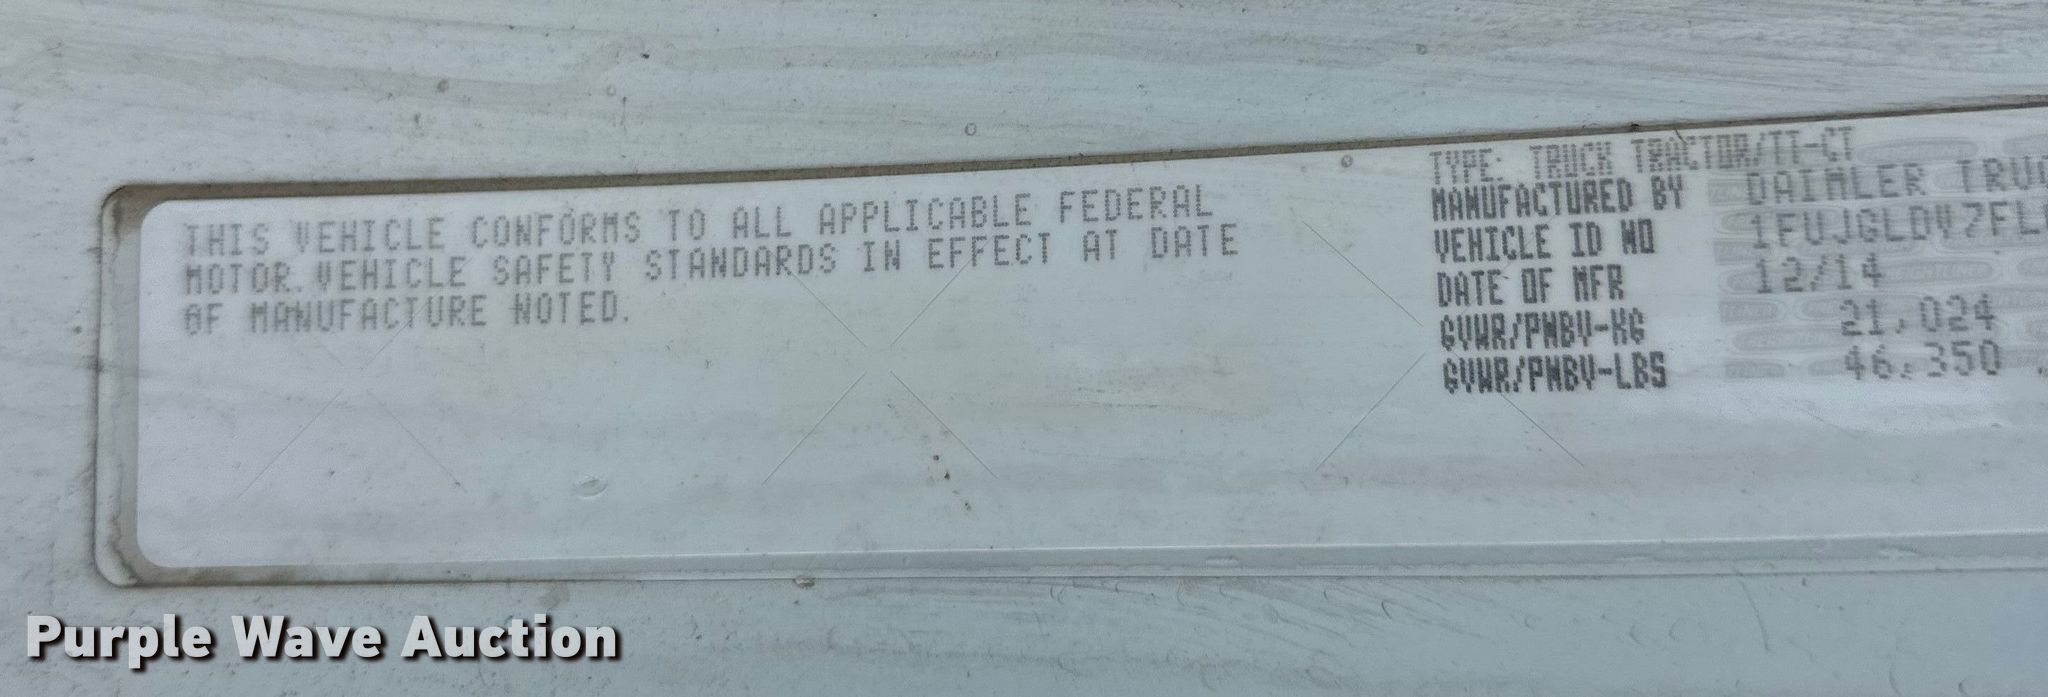 THIS VEHICLE CONFORMS TO ALL APPLICABLE FEDERAL
MOTOR VEHICLE SAFETY STANDARDS IN EFFECT AT DATE
OF MANUFACTURE NOTED.
TYPE: TRUCK TRACTOR/TT-CT
MANUFACTURED BY DAIMLER TRUC
VEHICLE ID NO 1FUJGLDV7FL
DATE OF MFR 12/14
GVWR/PNBV-KG 21,024
GVWR/PNBV-LBS 46,350
Purple Wave Auction